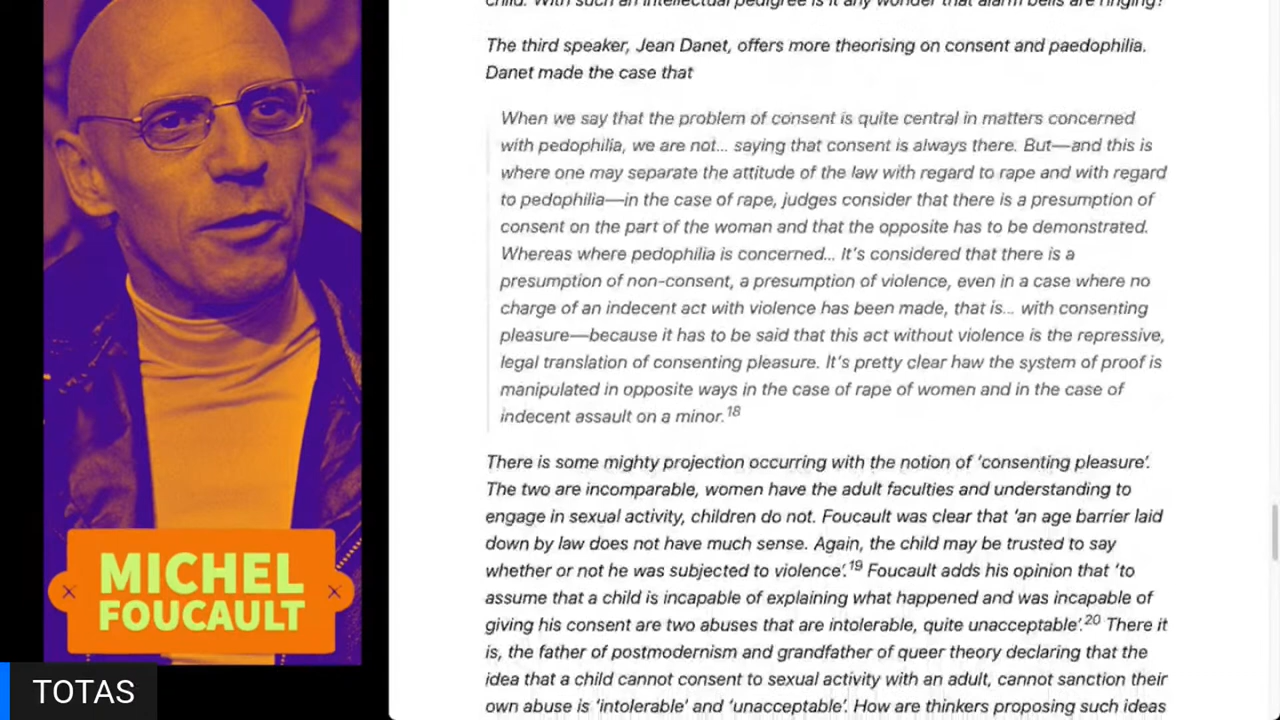 child. With such an intellectual pedigree is it any wonder that alarm bells are ringing?
The third speaker, Jean Danet, offers more theorising on consent and paedophilia.
Danet made the case that
When we say that the problem of consent is quite central in matters concerned
with pedophilia, we are not... saying that consent is always there. But—and this is
where one may separate the attitude of the law with regard to rape and with regard
to pedophilia—in the case of rape, judges consider that there is a presumption of
consent on the part of the woman and that the opposite has to be demonstrated.
Whereas where pedophilia is concerned... It's considered that there is a
presumption of non-consent, a presumption of violence, even in a case where no
charge of an indecent act with violence has been made, that is... with consenting
pleasure—because it has to be said that this act without violence is the repressive,
legal translation of consenting pleasure. It's pretty clear haw the system of proof is
manipulated in opposite ways in the case of rape of women and in the case of
indecent assault on a minor.18
There is some mighty projection occurring with the notion of 'consenting pleasure'.
The two are incomparable, women have the adult faculties and understanding to
engage in sexual activity, children do not. Foucault was clear that 'an age barrier laid
down by law does not have much sense. Again, the child may be trusted to say
whether or not he was subjected to violence'.19 Foucault adds his opinion that 'to
assume that a child is incapable of explaining what happened and was incapable of
giving his consent are two abuses that are intolerable, quite unacceptable'.20 There it
is, the father of postmodernism and grandfather of queer theory declaring that the
idea that a child cannot consent to sexual activity with an adult, cannot sanction their
own abuse is 'intolerable' and 'unacceptable'. How are thinkers proposing such ideas
MICHEL
FOUCAULT
TOTAS